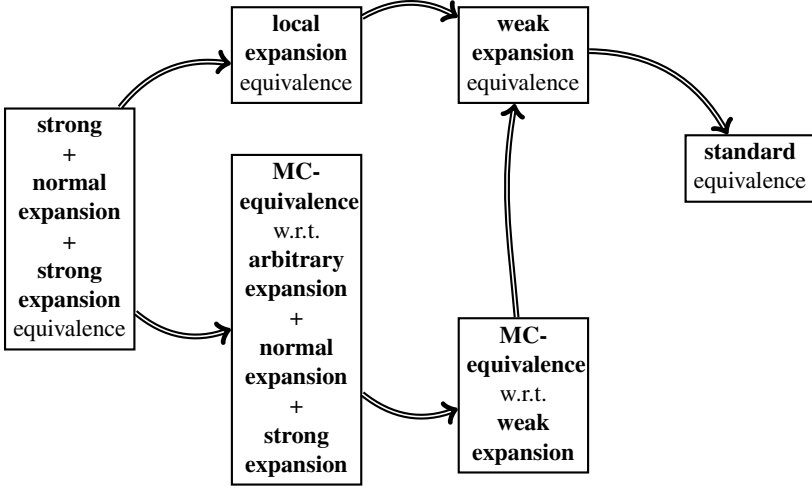 local
expansion
equivalence
weak
expansion
equivalence
strong
+
normal
expansion
+
strong
expansion
equivalence
MC-
equivalence
w.r.t.
arbitrary
expansion
+
normal
expansion
+
strong
expansion
standard
equivalence
MC-
equivalence
w.r.t.
weak
expansion